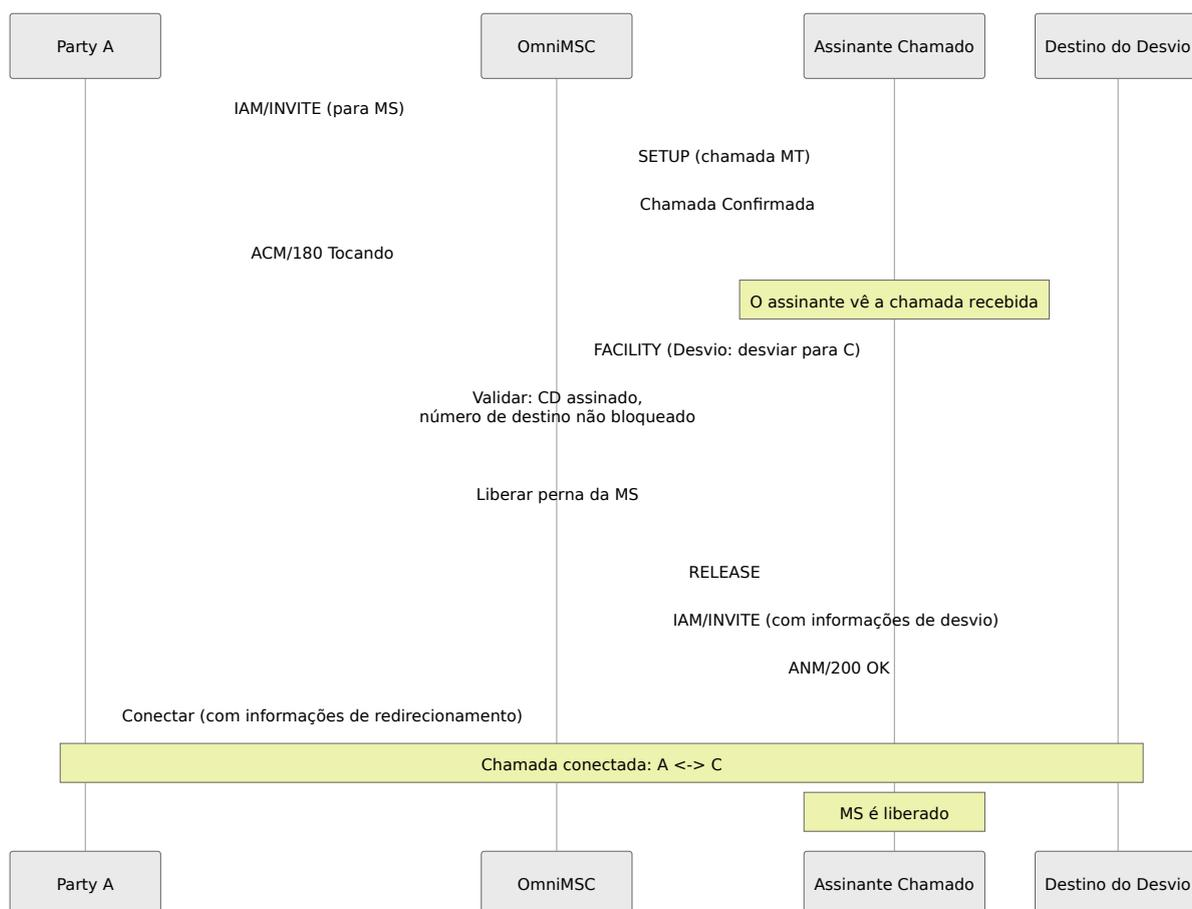 Party A
OmniMSC
Assinante Chamado
Destino do Desvio
IAM/INVITE (para MS)
SETUP (chamada MT)
Chamada Confirmada
ACM/180 Tocando
O assinante vê a chamada recebida
FACILITY (Desvio: desviar para C)
Validar: CD assinado,
número de destino não bloqueado
Liberar perna da MS
RELEASE
IAM/INVITE (com informações de desvio)
ANM/200 OK
Conectar (com informações de redirecionamento)
Chamada conectada: A <-> C
MS é liberado
Party A
OmniMSC
Assinante Chamado
Destino do Desvio